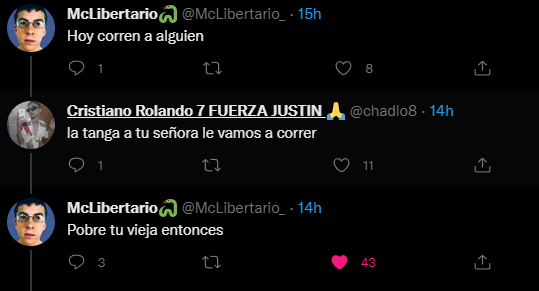 McLibertario🐍 @McLibertario_ · 15h
Hoy corren a alguien
1 8
Cristiano Rolando 7 FUERZA JUSTIN 🙏 @chadlo8 · 14h
la tanga a tu señora le vamos a correr
1 11
McLibertario🐍 @McLibertario_ · 14h
Pobre tu vieja entonces
3 43